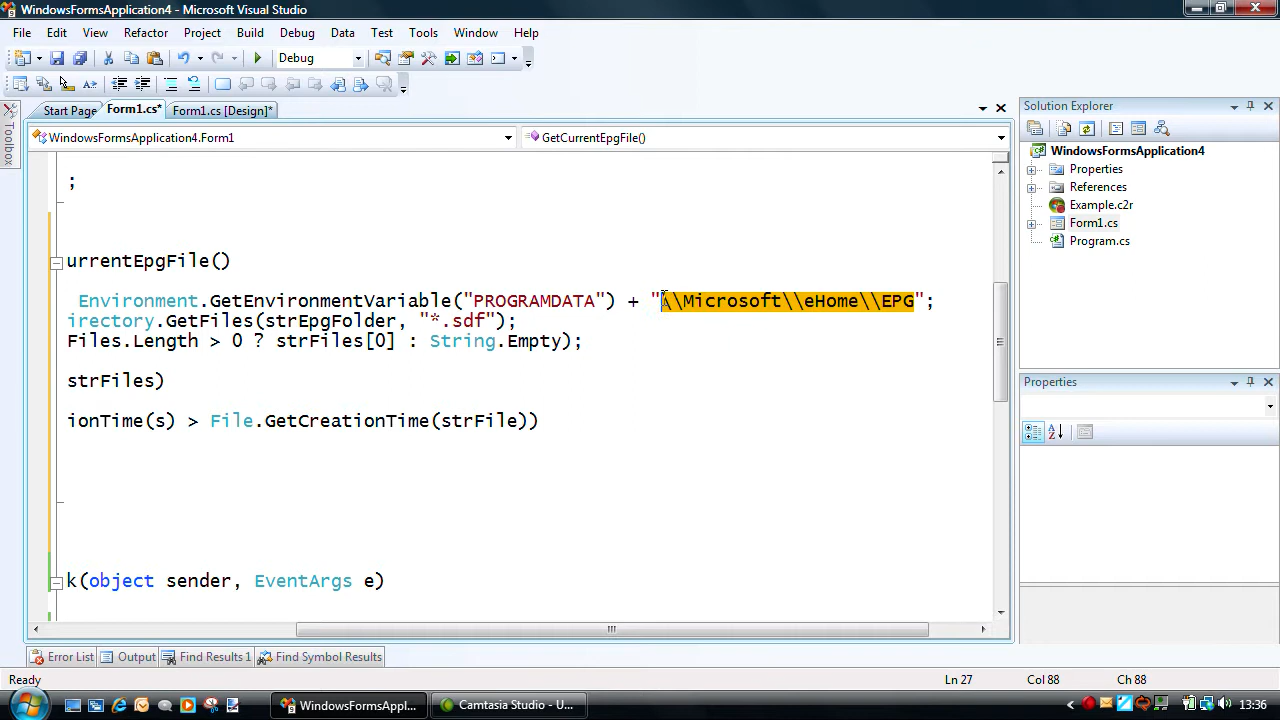 WindowsFormsApplication4 - Microsoft Visual Studio
File Edit View Refactor Project Build Debug Data Test Tools Window Help
Debug
Start Page Form1.cs* Form1.cs [Design]*
Toolbox
WindowsFormsApplication4.Form1 GetCurrentEpgFile()
;
urrentEpgFile()
Environment.GetEnvironmentVariable("PROGRAMDATA") + "\\Microsoft\\eHome\\EPG";
irectory.GetFiles(strEpgFolder, "*.sdf");
Files.Length > 0 ? strFiles[0] : String.Empty);
strFiles)
ionTime(s) > File.GetCreationTime(strFile))
k(object sender, EventArgs e)
Solution Explorer
WindowsFormsApplication4
Properties
References
Example.c2r
Form1.cs
Program.cs
Properties
Error List Output Find Results 1 Find Symbol Results
Ready Ln 27 Col 88 Ch 88
WindowsFormsAppl... Camtasia Studio - U... 13:36